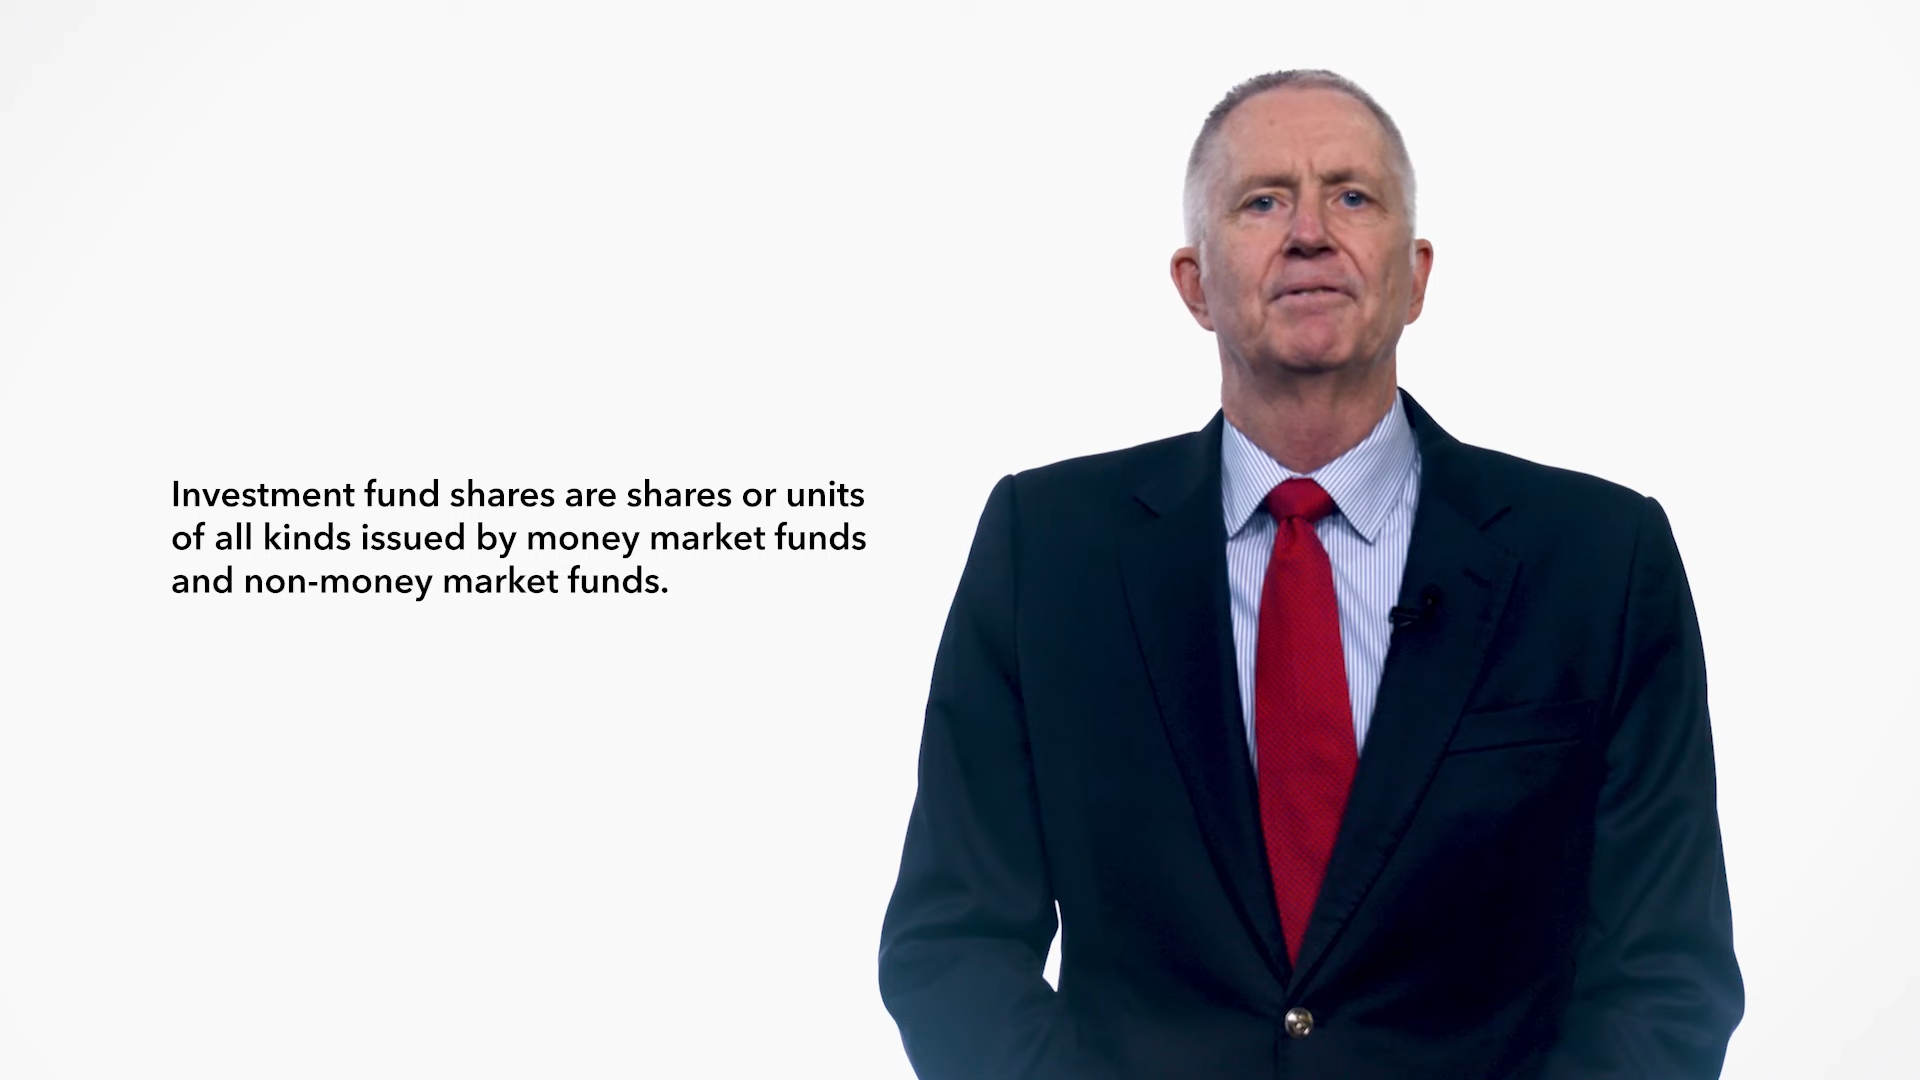 Investment fund shares are shares or units
of all kinds issued by money market funds
and non-money market funds.